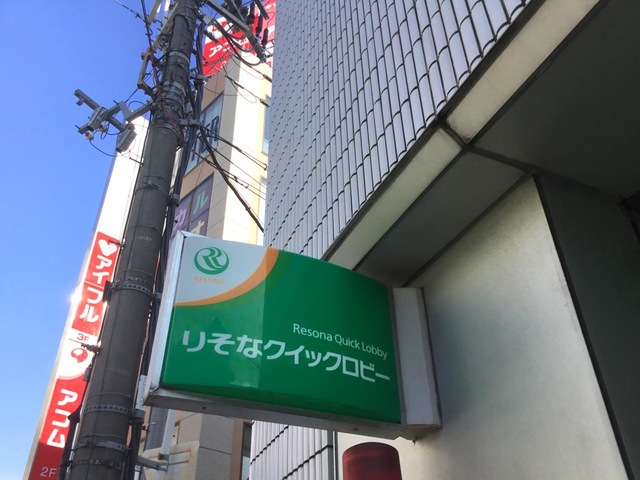 RESONA
Resona Quick Lobby
りそなクイックロビー
アイフル
3F
アコム
2F